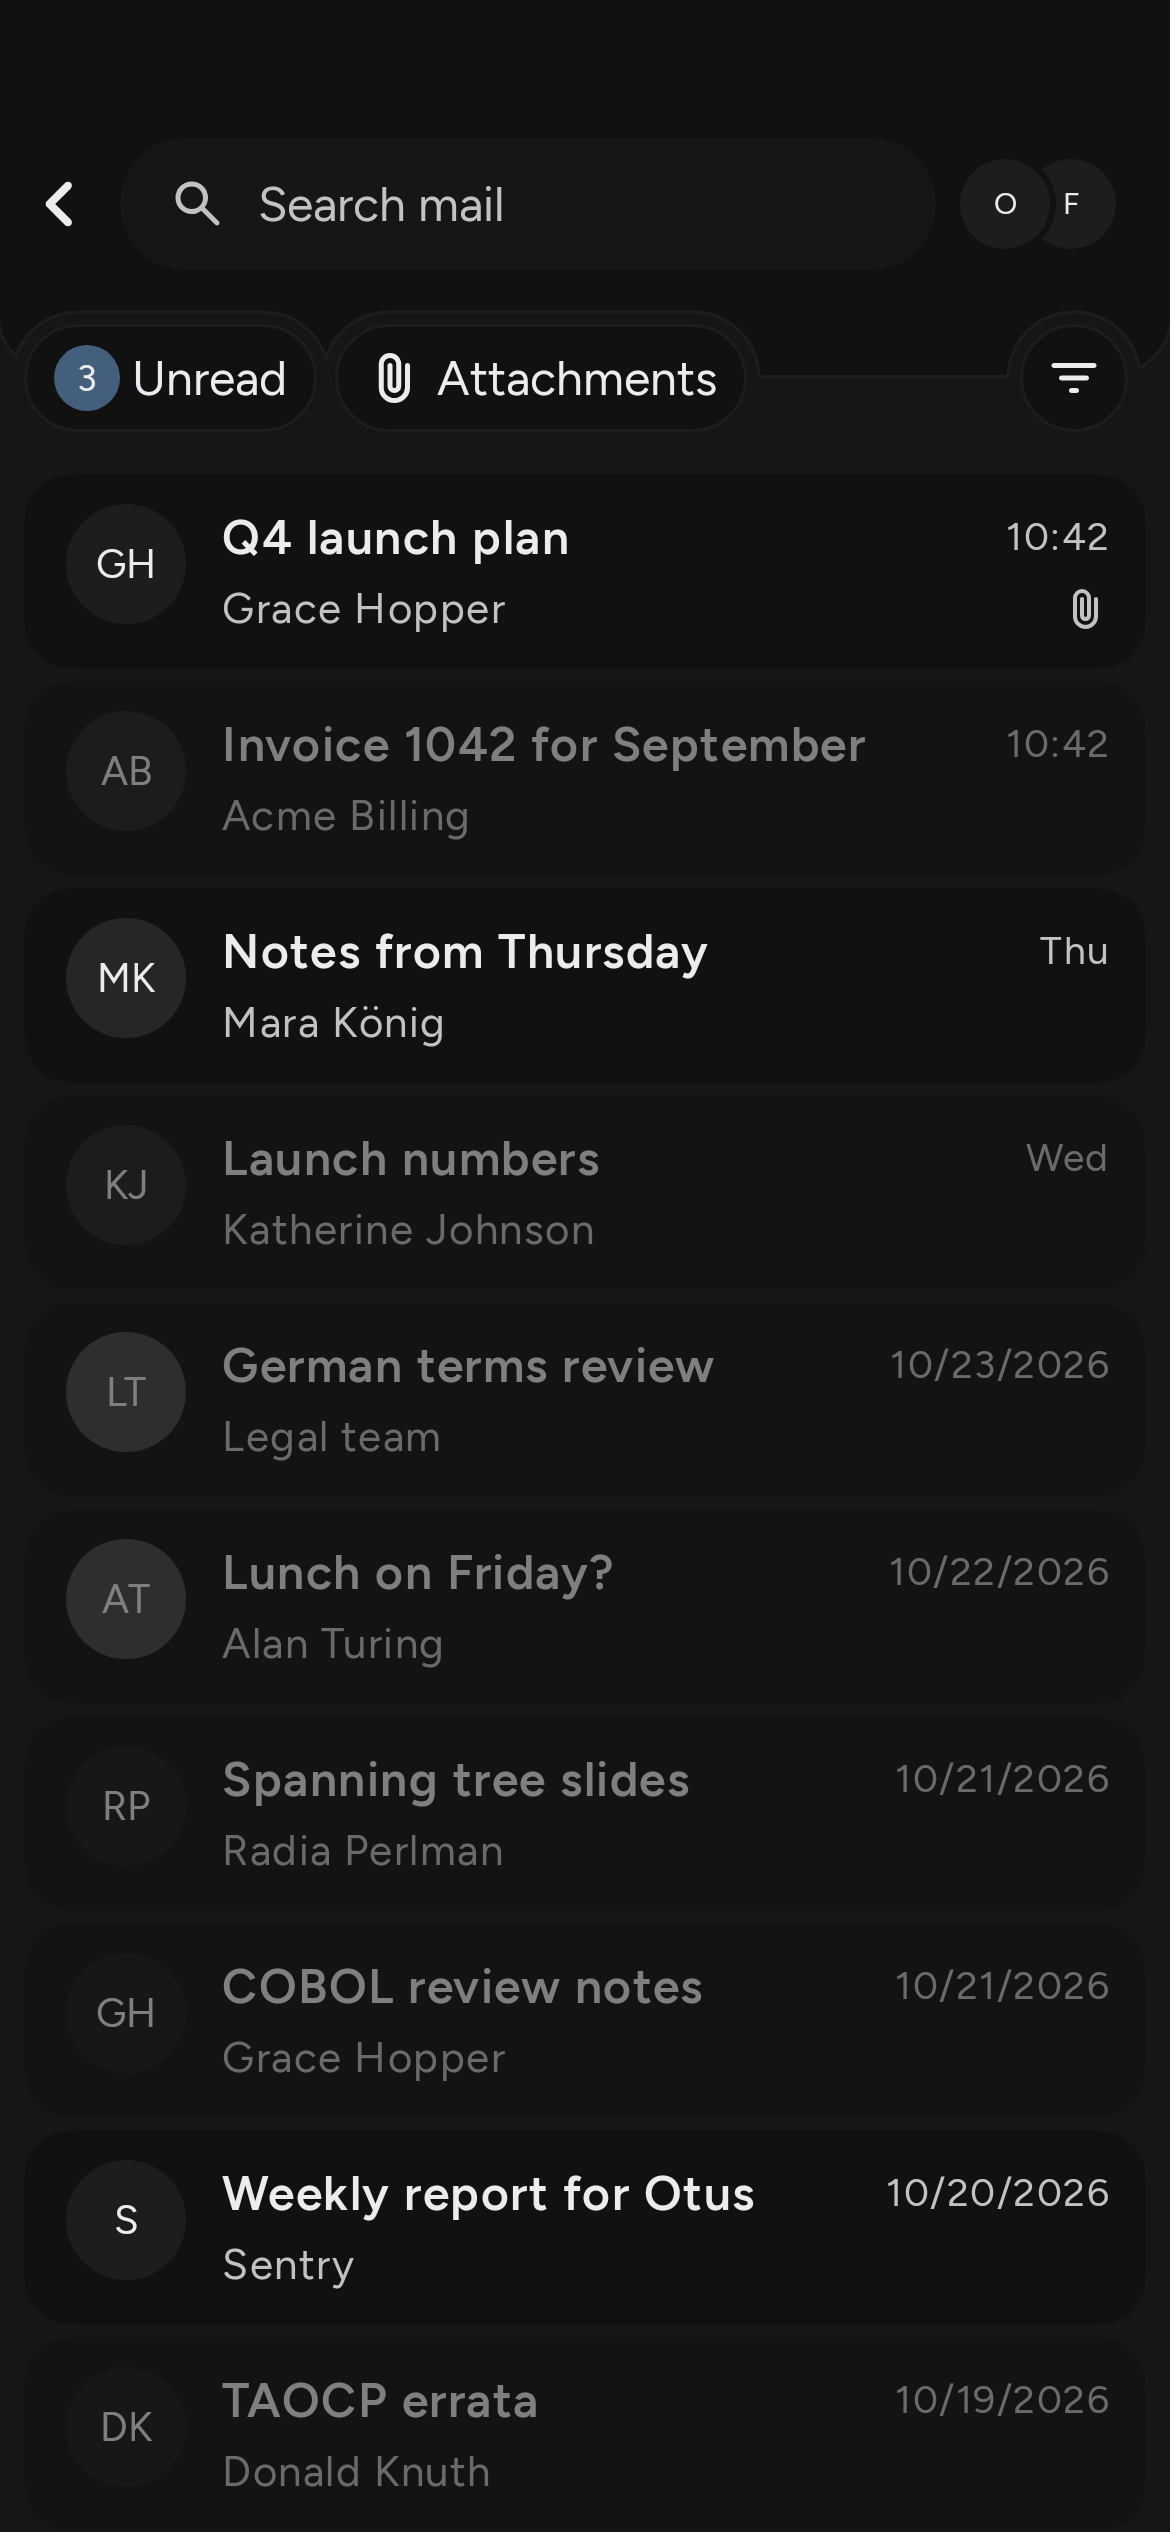 Search mail
O F
3 Unread Attachments
GH Q4 launch plan 10:42
Grace Hopper
AB Invoice 1042 for September 10:42
Acme Billing
MK Notes from Thursday Thu
Mara König
KJ Launch numbers Wed
Katherine Johnson
LT German terms review 10/23/2026
Legal team
AT Lunch on Friday? 10/22/2026
Alan Turing
RP Spanning tree slides 10/21/2026
Radia Perlman
GH COBOL review notes 10/21/2026
Grace Hopper
S Weekly report for Otus 10/20/2026
Sentry
DK TAOCP errata 10/19/2026
Donald Knuth